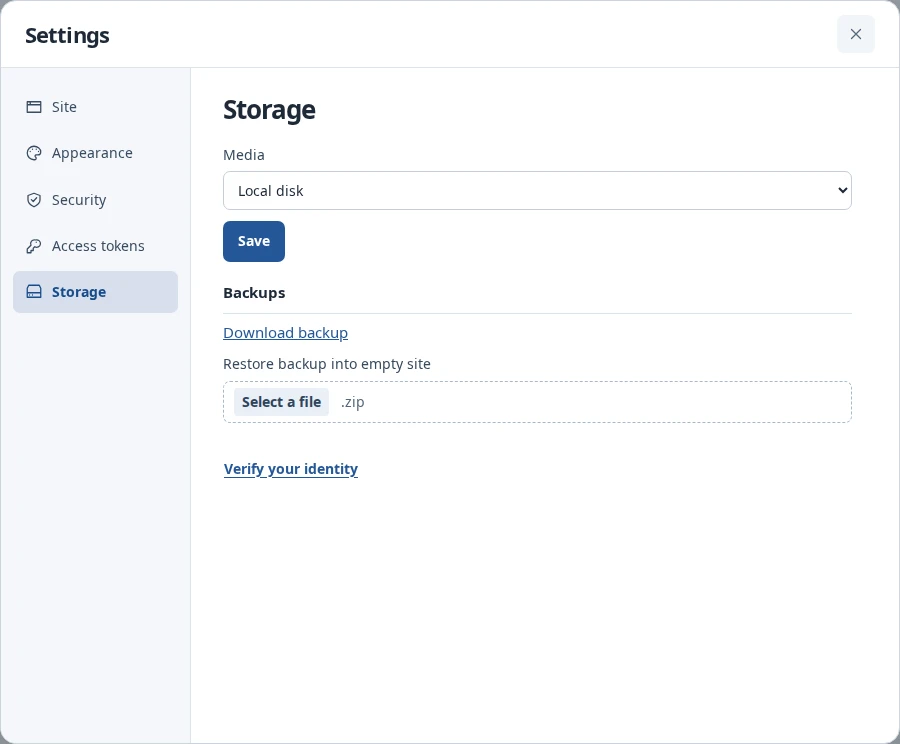 Settings
Site
Appearance
Security
Access tokens
Storage
Storage
Media
Local disk
Save
Backups
Download backup
Restore backup into empty site
Select a file .zip
Verify your identity